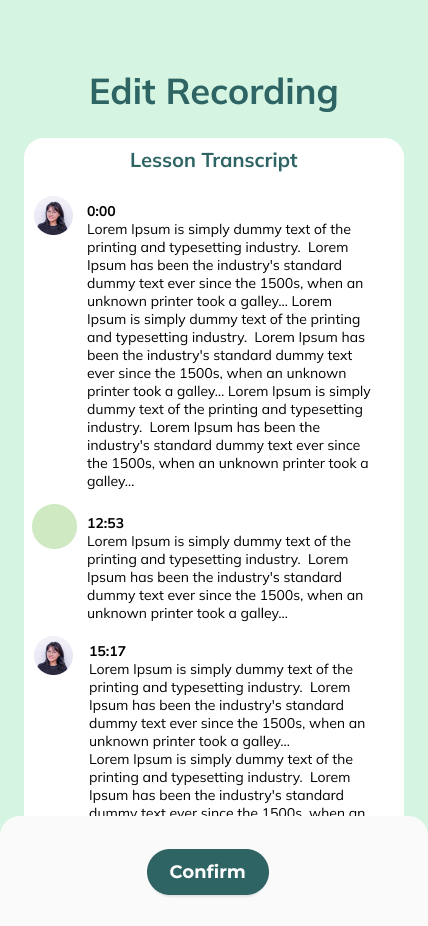 Edit Recording
Lesson Transcript
0:00
Lorem Ipsum is simply dummy text of the
printing and typesetting industry.  Lorem
Ipsum has been the industry's standard
dummy text ever since the 1500s, when an
unknown printer took a galley... Lorem
Ipsum is simply dummy text of the printing
and typesetting industry.  Lorem Ipsum has
been the industry's standard dummy text
ever since the 1500s, when an unknown
printer took a galley... Lorem Ipsum is simply
dummy text of the printing and typesetting
industry.  Lorem Ipsum has been the
industry's standard dummy text ever since
the 1500s, when an unknown printer took a
galley...
12:53
Lorem Ipsum is simply dummy text of the
printing and typesetting industry.  Lorem
Ipsum has been the industry's standard
dummy text ever since the 1500s, when an
unknown printer took a galley...
15:17
Lorem Ipsum is simply dummy text of the
printing and typesetting industry.  Lorem
Ipsum has been the industry's standard
dummy text ever since the 1500s, when an
unknown printer took a galley...
Lorem Ipsum is simply dummy text of the
printing and typesetting industry.  Lorem
Ipsum has been the industry's standard
dummy text ever since the 1500s, when an
Confirm